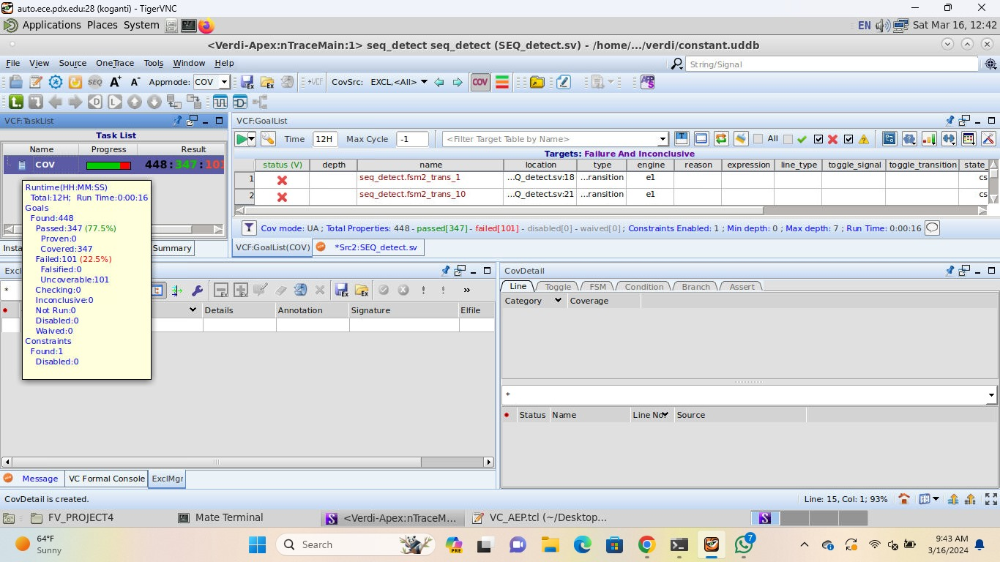 auto.ece.pdx.edu:28 (koganti) - TigerVNC
Applications Places System
EN Sat Mar 16, 12:42
<Verdi-Apex:nTraceMain:1> seq_detect seq_detect (SEQ_detect.sv) - /home/.../verdi/constant.uddb
File View Source OneTrace Tools Window Help
String/Signal
SEQ A+ A- Appmode: COV Ex Ex →VCF CovSrc: EXCL,<All> COV
VCF:TaskList
VCF:GoalList
Task List
Name Progress Result
COV 448:347:101
Time 12H Max Cycle -1 <Filter Target Table by Name> All
Targets: Failure And Inconclusive
status (V) depth name location type engine reason expression line_type toggle_signal toggle_transition state_
1 seq_detect.fsm2_trans_1 ...Q_detect.sv:18 ...ransition e1 cs
2 seq_detect.fsm2_trans_10 ...Q_detect.sv:21 ...ransition e1 cs
Cov mode: UA ; Total Properties: 448 - passed[347] - failed[101] - disabled[0] - waived[0] ; Constraints Enabled: 1 ; Min depth: 0 ; Max depth: 7 ; Run Time: 0:00:16
Insta Summary
VCF:GoalList(COV) *Src2:SEQ_detect.sv
Runtime(HH:MM:SS)
Total:12H; Run Time:0:00:16
Goals
Found:448
Passed:347 (77.5%)
Proven:0
Covered:347
Failed:101 (22.5%)
Falsified:0
Uncoverable:101
Checking:0
Inconclusive:0
Not Run:0
Disabled:0
Waived:0
Constraints
Found:1
Disabled:0
Excl
* Ex Ex ! ! »
Details Annotation Signature Elfile
CovDetail
Line Toggle FSM Condition Branch Assert
Category Coverage
*
Status Name Line No Source
Message VC Formal Console ExclMgr
CovDetail is created.
Line: 15, Col: 1; 93%
FV_PROJECT4 Mate Terminal <Verdi-Apex:nTraceM... VC_AEP.tcl (~/Desktop...
64°F
Sunny
Search
7
9:43 AM
3/16/2024